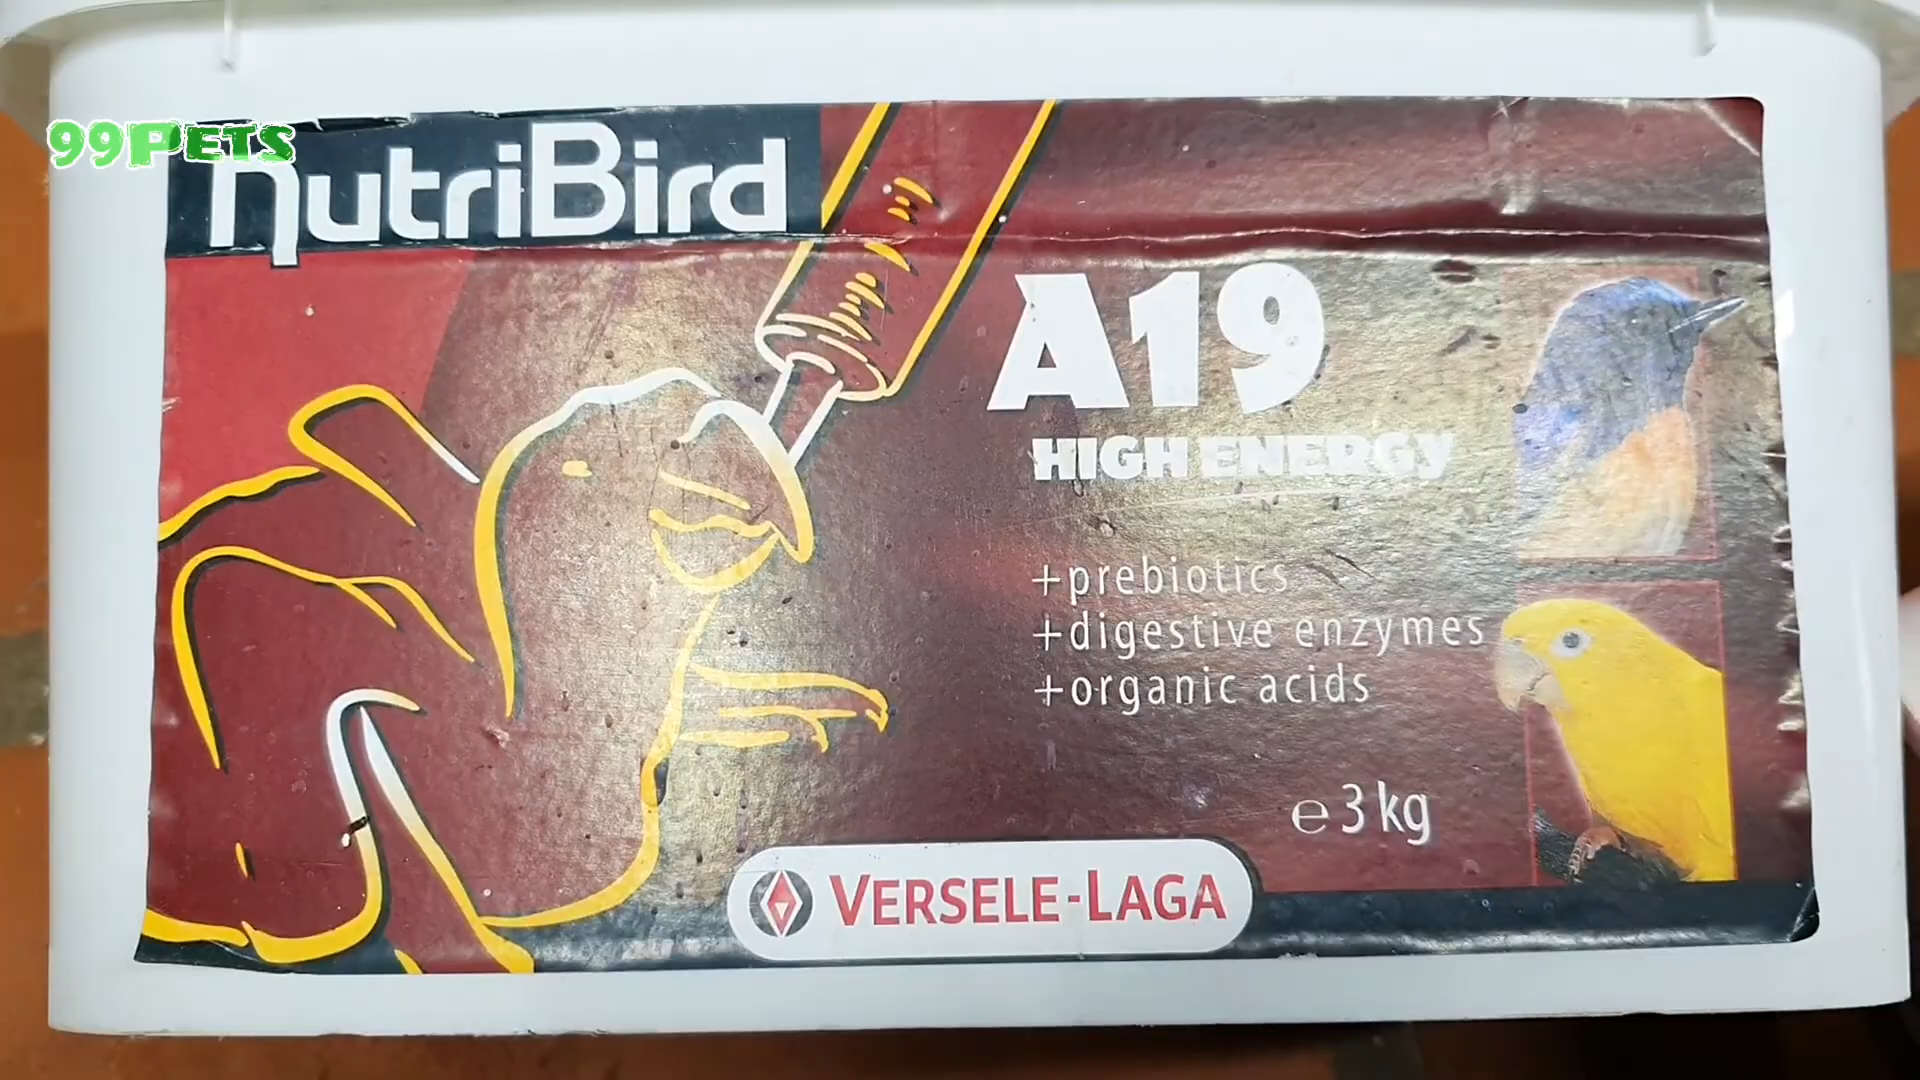 99PETS
nutriBird
A19
HIGH ENERGY
+prebiotics
+digestive enzymes
+organic acids
℮ 3 kg
VERSELE-LAGA